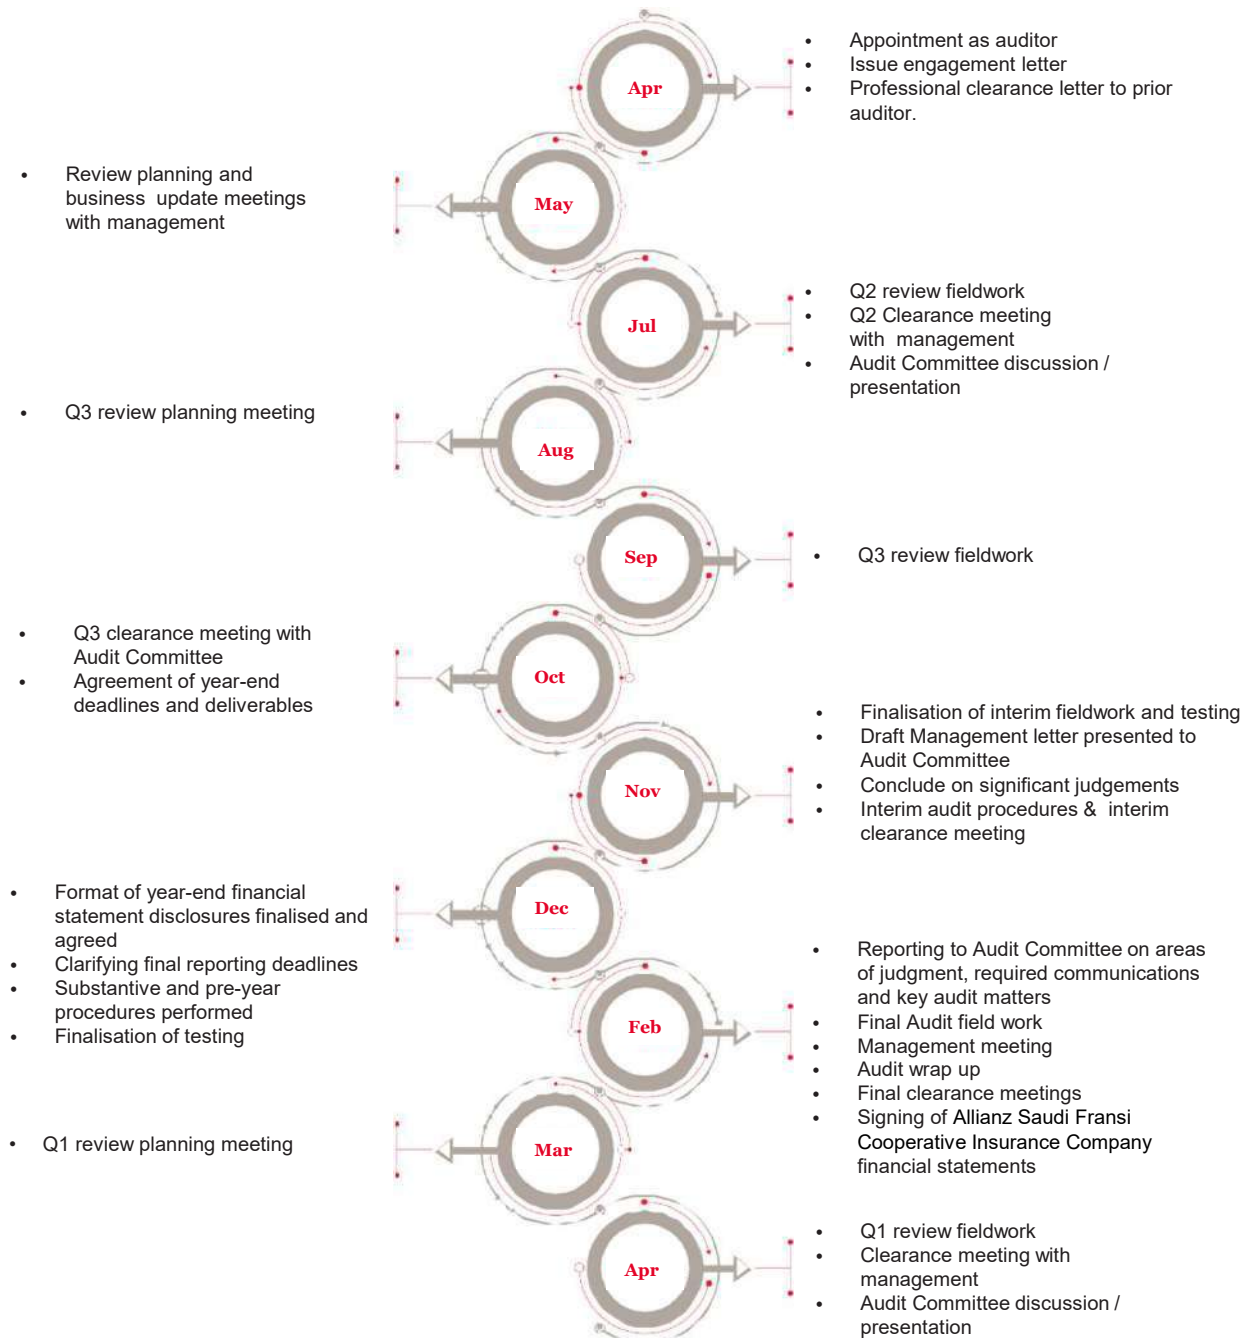 Apr
• Appointment as auditor
• Issue engagement letter
• Professional clearance letter to prior
auditor.
May
• Review planning and
business update meetings
with management
Jul
• Q2 review fieldwork
• Q2 Clearance meeting
with management
• Audit Committee discussion /
presentation
Aug
• Q3 review planning meeting
Sep
• Q3 review fieldwork
Oct
• Q3 clearance meeting with
Audit Committee
• Agreement of year-end
deadlines and deliverables
Nov
• Finalisation of interim fieldwork and testing
• Draft Management letter presented to
Audit Committee
• Conclude on significant judgements
• Interim audit procedures & interim
clearance meeting
Dec
• Format of year-end financial
statement disclosures finalised and
agreed
• Clarifying final reporting deadlines
• Substantive and pre-year
procedures performed
• Finalisation of testing
Feb
• Reporting to Audit Committee on areas
of judgment, required communications
and key audit matters
• Final Audit field work
• Management meeting
• Audit wrap up
• Final clearance meetings
• Signing of Allianz Saudi Fransi
Cooperative Insurance Company
financial statements
Mar
• Q1 review planning meeting
Apr
• Q1 review fieldwork
• Clearance meeting with
management
• Audit Committee discussion /
presentation